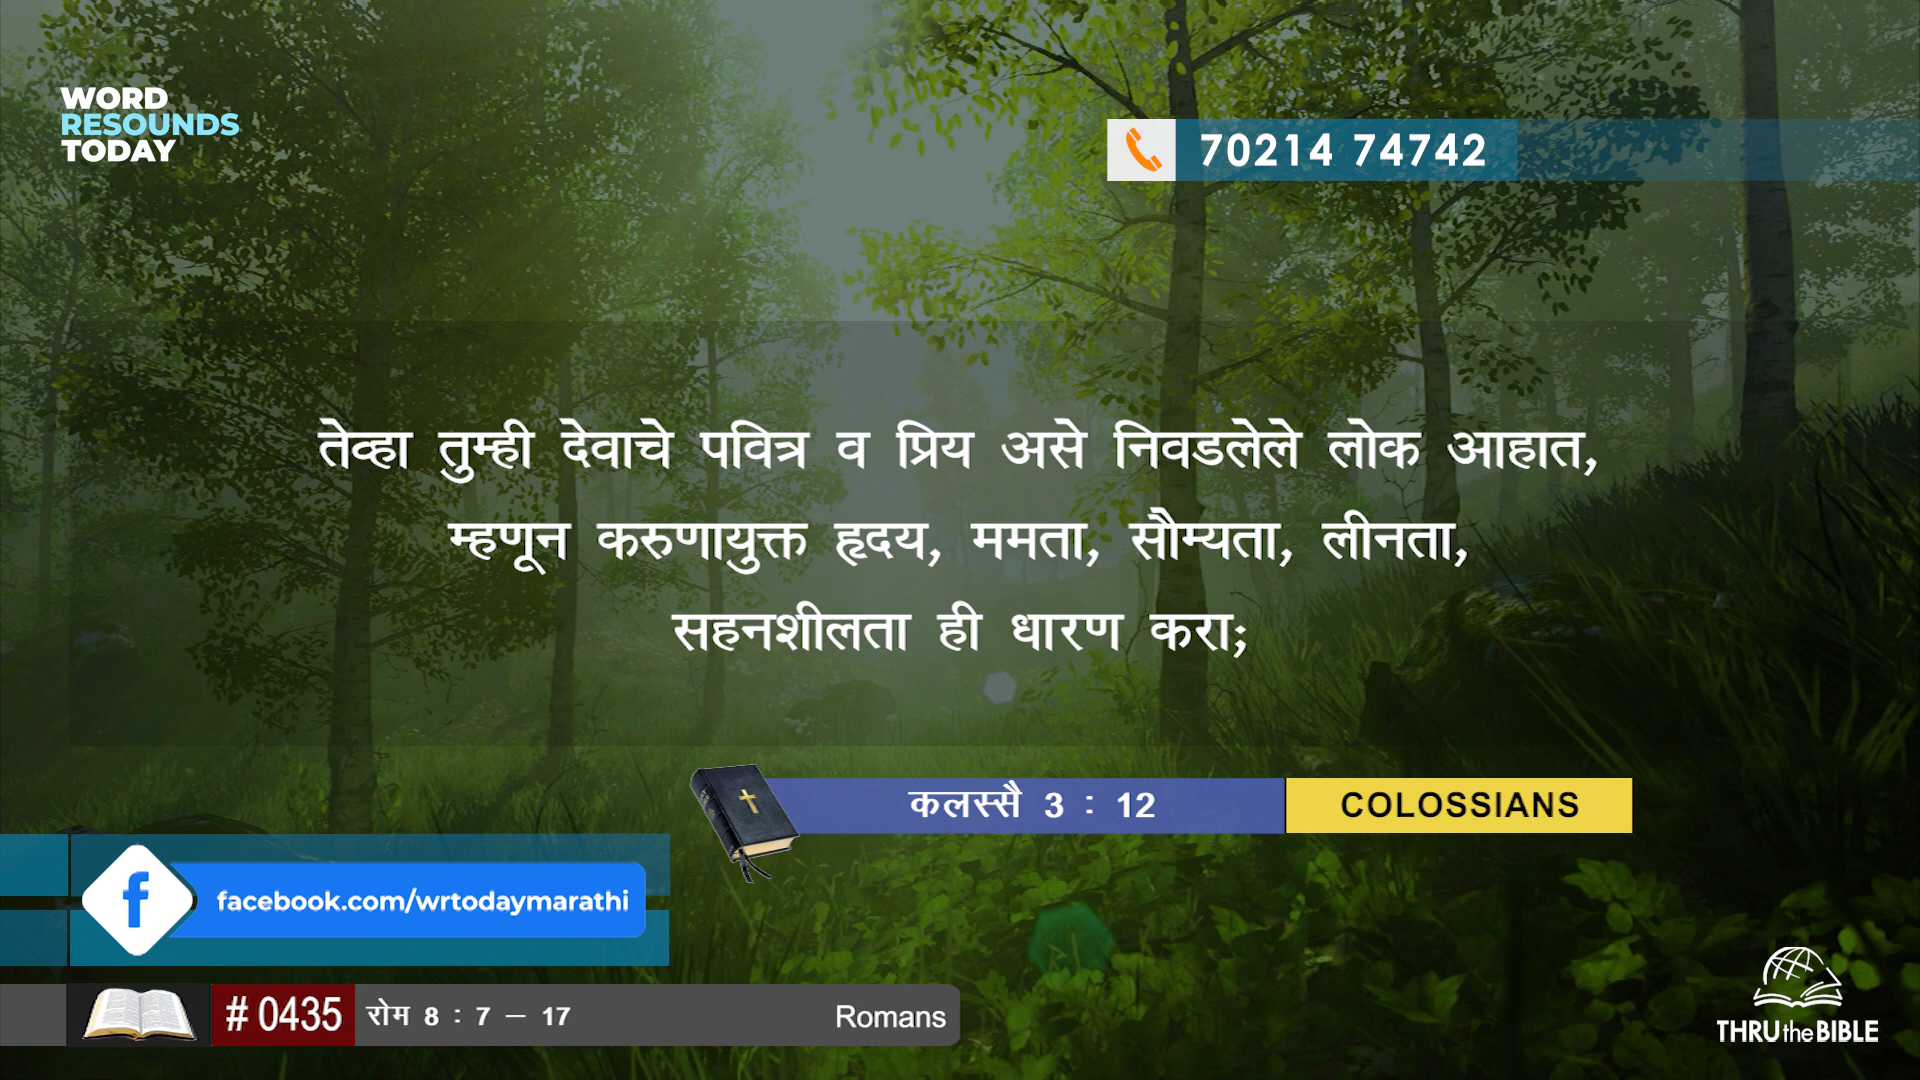 WORD
RESOUNDS
TODAY
70214 74742
तेव्हा तुम्ही देवाचे पवित्र व प्रिय असे निवडलेले लोक आहात,
म्हणून करुणायुक्त हृदय, ममता, सौम्यता, लीनता,
सहनशीलता ही धारण करा;
कलस्सै 3 : 12 COLOSSIANS
facebook.com/wrtodaymarathi
# 0435 रोम 8 : 7 – 17 Romans
THRU the BIBLE